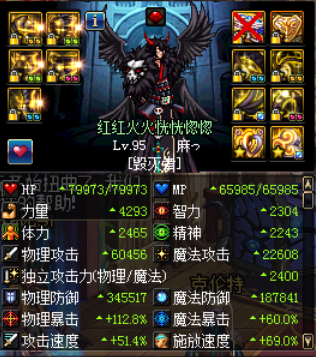 红红火火恍恍惚惚
Lv.95 麻っ
[毁灭者]
HP 79973/79973 MP 65985/65985
力量 4293 智力 2304
体力 2465 精神 2243
物理攻击 60456 魔法攻击 22608
独立攻击力(物理/魔法) 2400
克伦特
物理防御 345517 魔法防御 187841
物理暴击 +112.8% 魔法暴击 +60.0%
攻击速度 +51.4% 施放速度 +69.0%